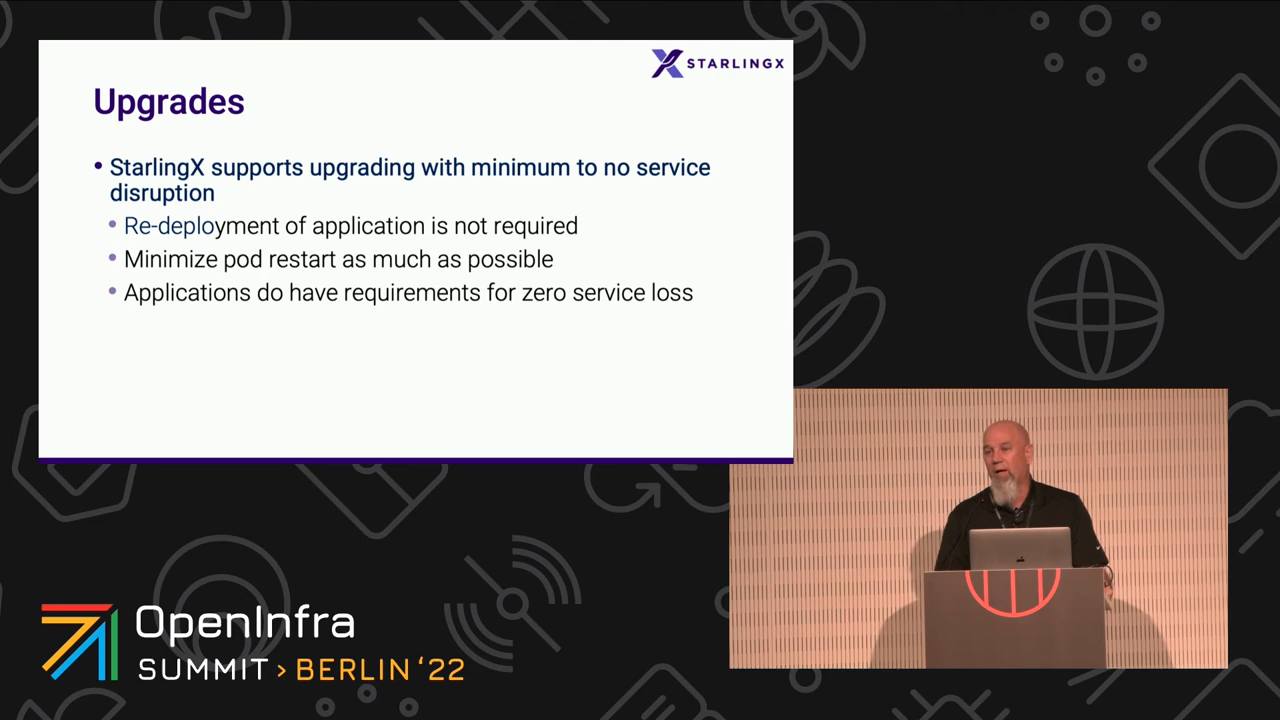 STARLINGX
Upgrades
• StarlingX supports upgrading with minimum to no service
disruption
• Re-deployment of application is not required
• Minimize pod restart as much as possible
• Applications do have requirements for zero service loss
OpenInfra
SUMMIT › BERLIN ‘22